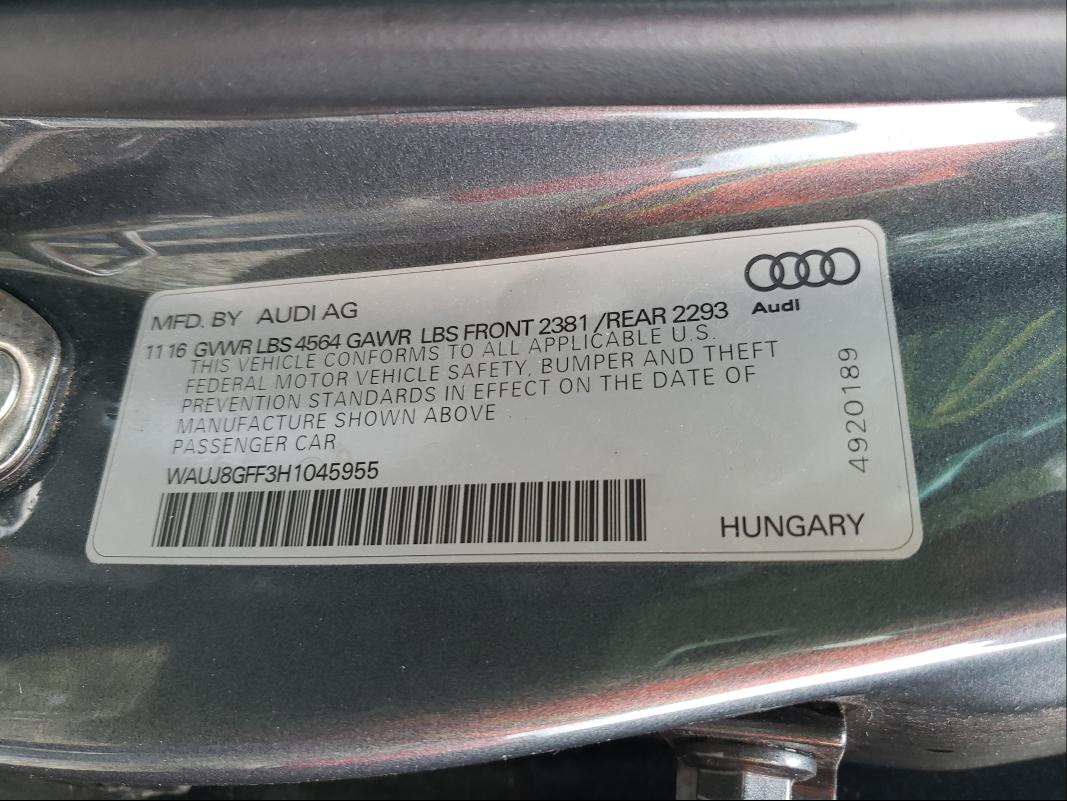 MFD. BY AUDI AG
Audi
11 16 GVWR LBS 4564 GAWR LBS FRONT 2381 /REAR 2293
THIS VEHICLE CONFORMS TO ALL APPLICABLE U.S.
FEDERAL MOTOR VEHICLE SAFETY, BUMPER AND THEFT
PREVENTION STANDARDS IN EFFECT ON THE DATE OF
MANUFACTURE SHOWN ABOVE
PASSENGER CAR
WAUJ8GFF3H1045955
HUNGARY
4920189